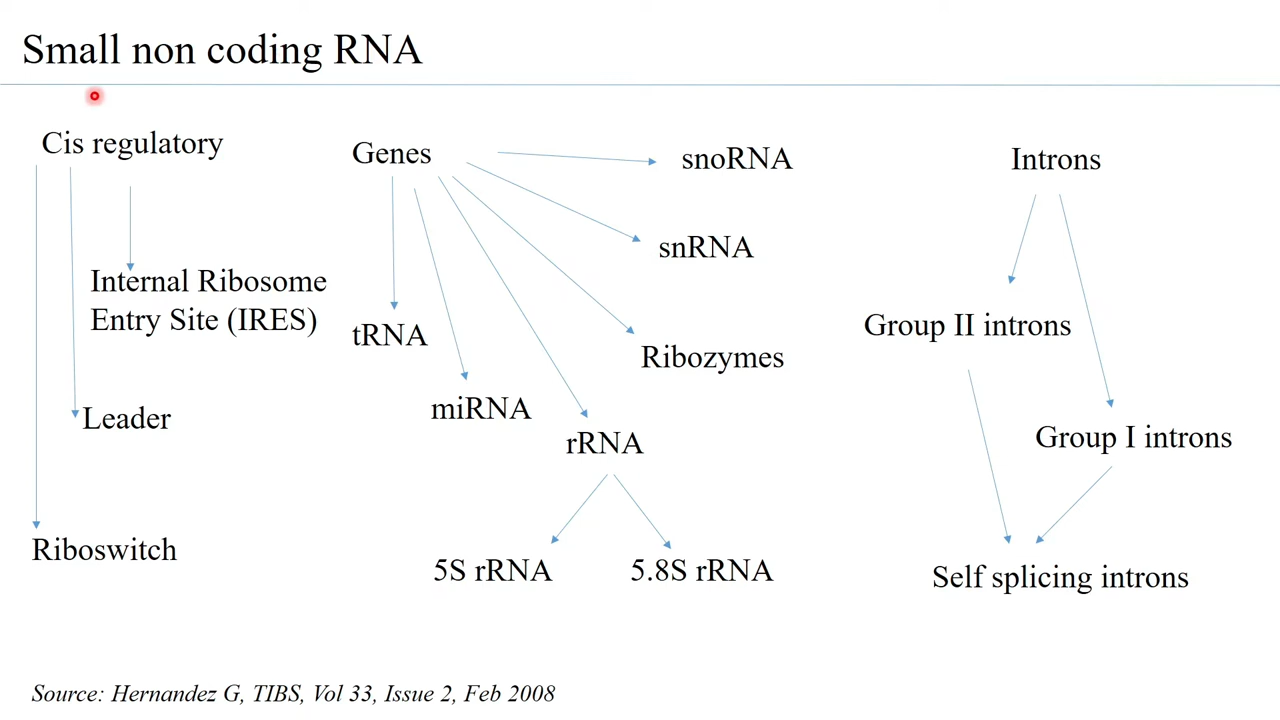 Small non coding RNA
Cis regulatory
Internal Ribosome
Entry Site (IRES)
Leader
Riboswitch
Genes
snoRNA
snRNA
tRNA
Ribozymes
miRNA
rRNA
5S rRNA
5.8S rRNA
Introns
Group II introns
Group I introns
Self splicing introns
Source: Hernandez G, TIBS, Vol 33, Issue 2, Feb 2008